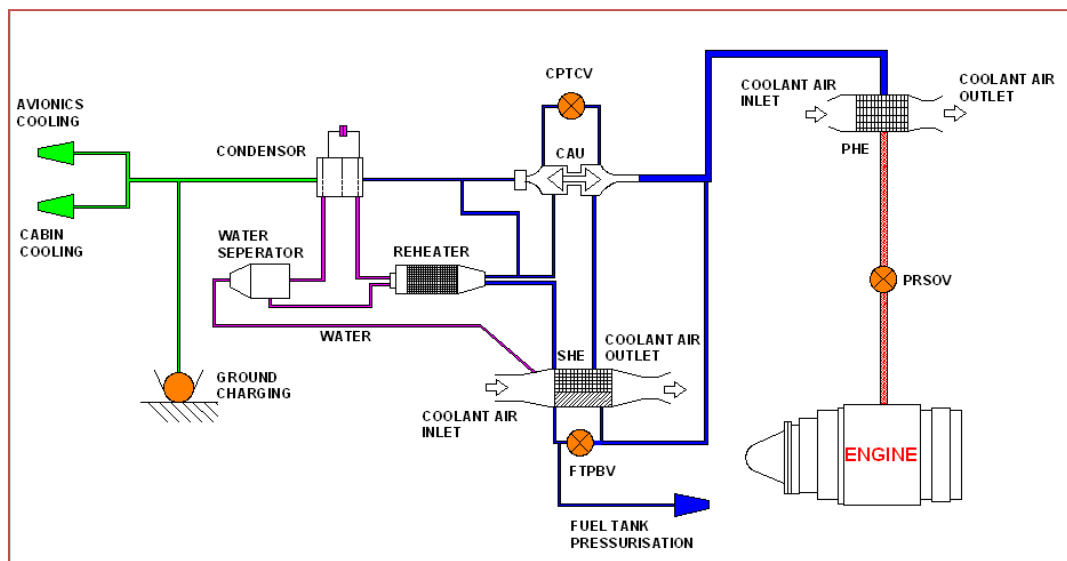 CPTCV
COOLANT AIR
INLET
COOLANT AIR
OUTLET
AVIONICS
COOLING
CONDENSOR
CAU
PHE
CABIN
COOLING
WATER
SEPERATOR
REHEATER
PRSOV
WATER
SHE
COOLANT AIR
OUTLET
GROUND
CHARGING
COOLANT AIR
INLET
ENGINE
FTPBV
FUEL TANK
PRESSURISATION